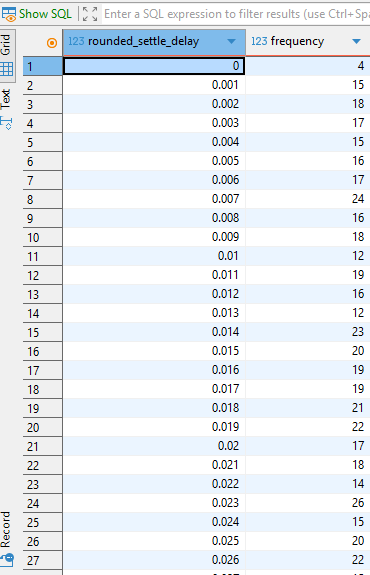 Show SQL Enter a SQL expression to filter results (use Ctrl+Spa
Grid
Text
Record
123 rounded_settle_delay 123 frequency
1 0 4
2 0.001 15
3 0.002 18
4 0.003 17
5 0.004 15
6 0.005 16
7 0.006 17
8 0.007 24
9 0.008 16
10 0.009 18
11 0.01 12
12 0.011 19
13 0.012 16
14 0.013 12
15 0.014 23
16 0.015 20
17 0.016 19
18 0.017 19
19 0.018 21
20 0.019 22
21 0.02 17
22 0.021 18
23 0.022 14
24 0.023 26
25 0.024 15
26 0.025 20
27 0.026 22